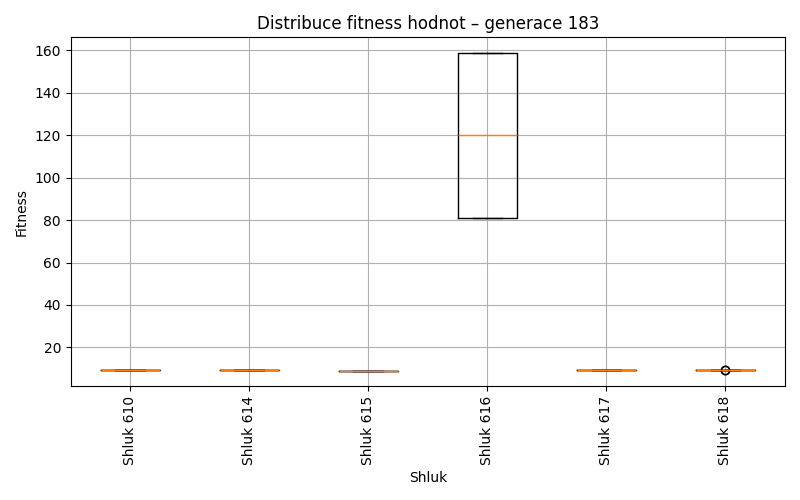 Distribuce fitness hodnot – generace 183
160
140
120
100
80
60
40
20
Fitness
Shluk 610
Shluk 614
Shluk 615
Shluk 616
Shluk 617
Shluk 618
Shluk